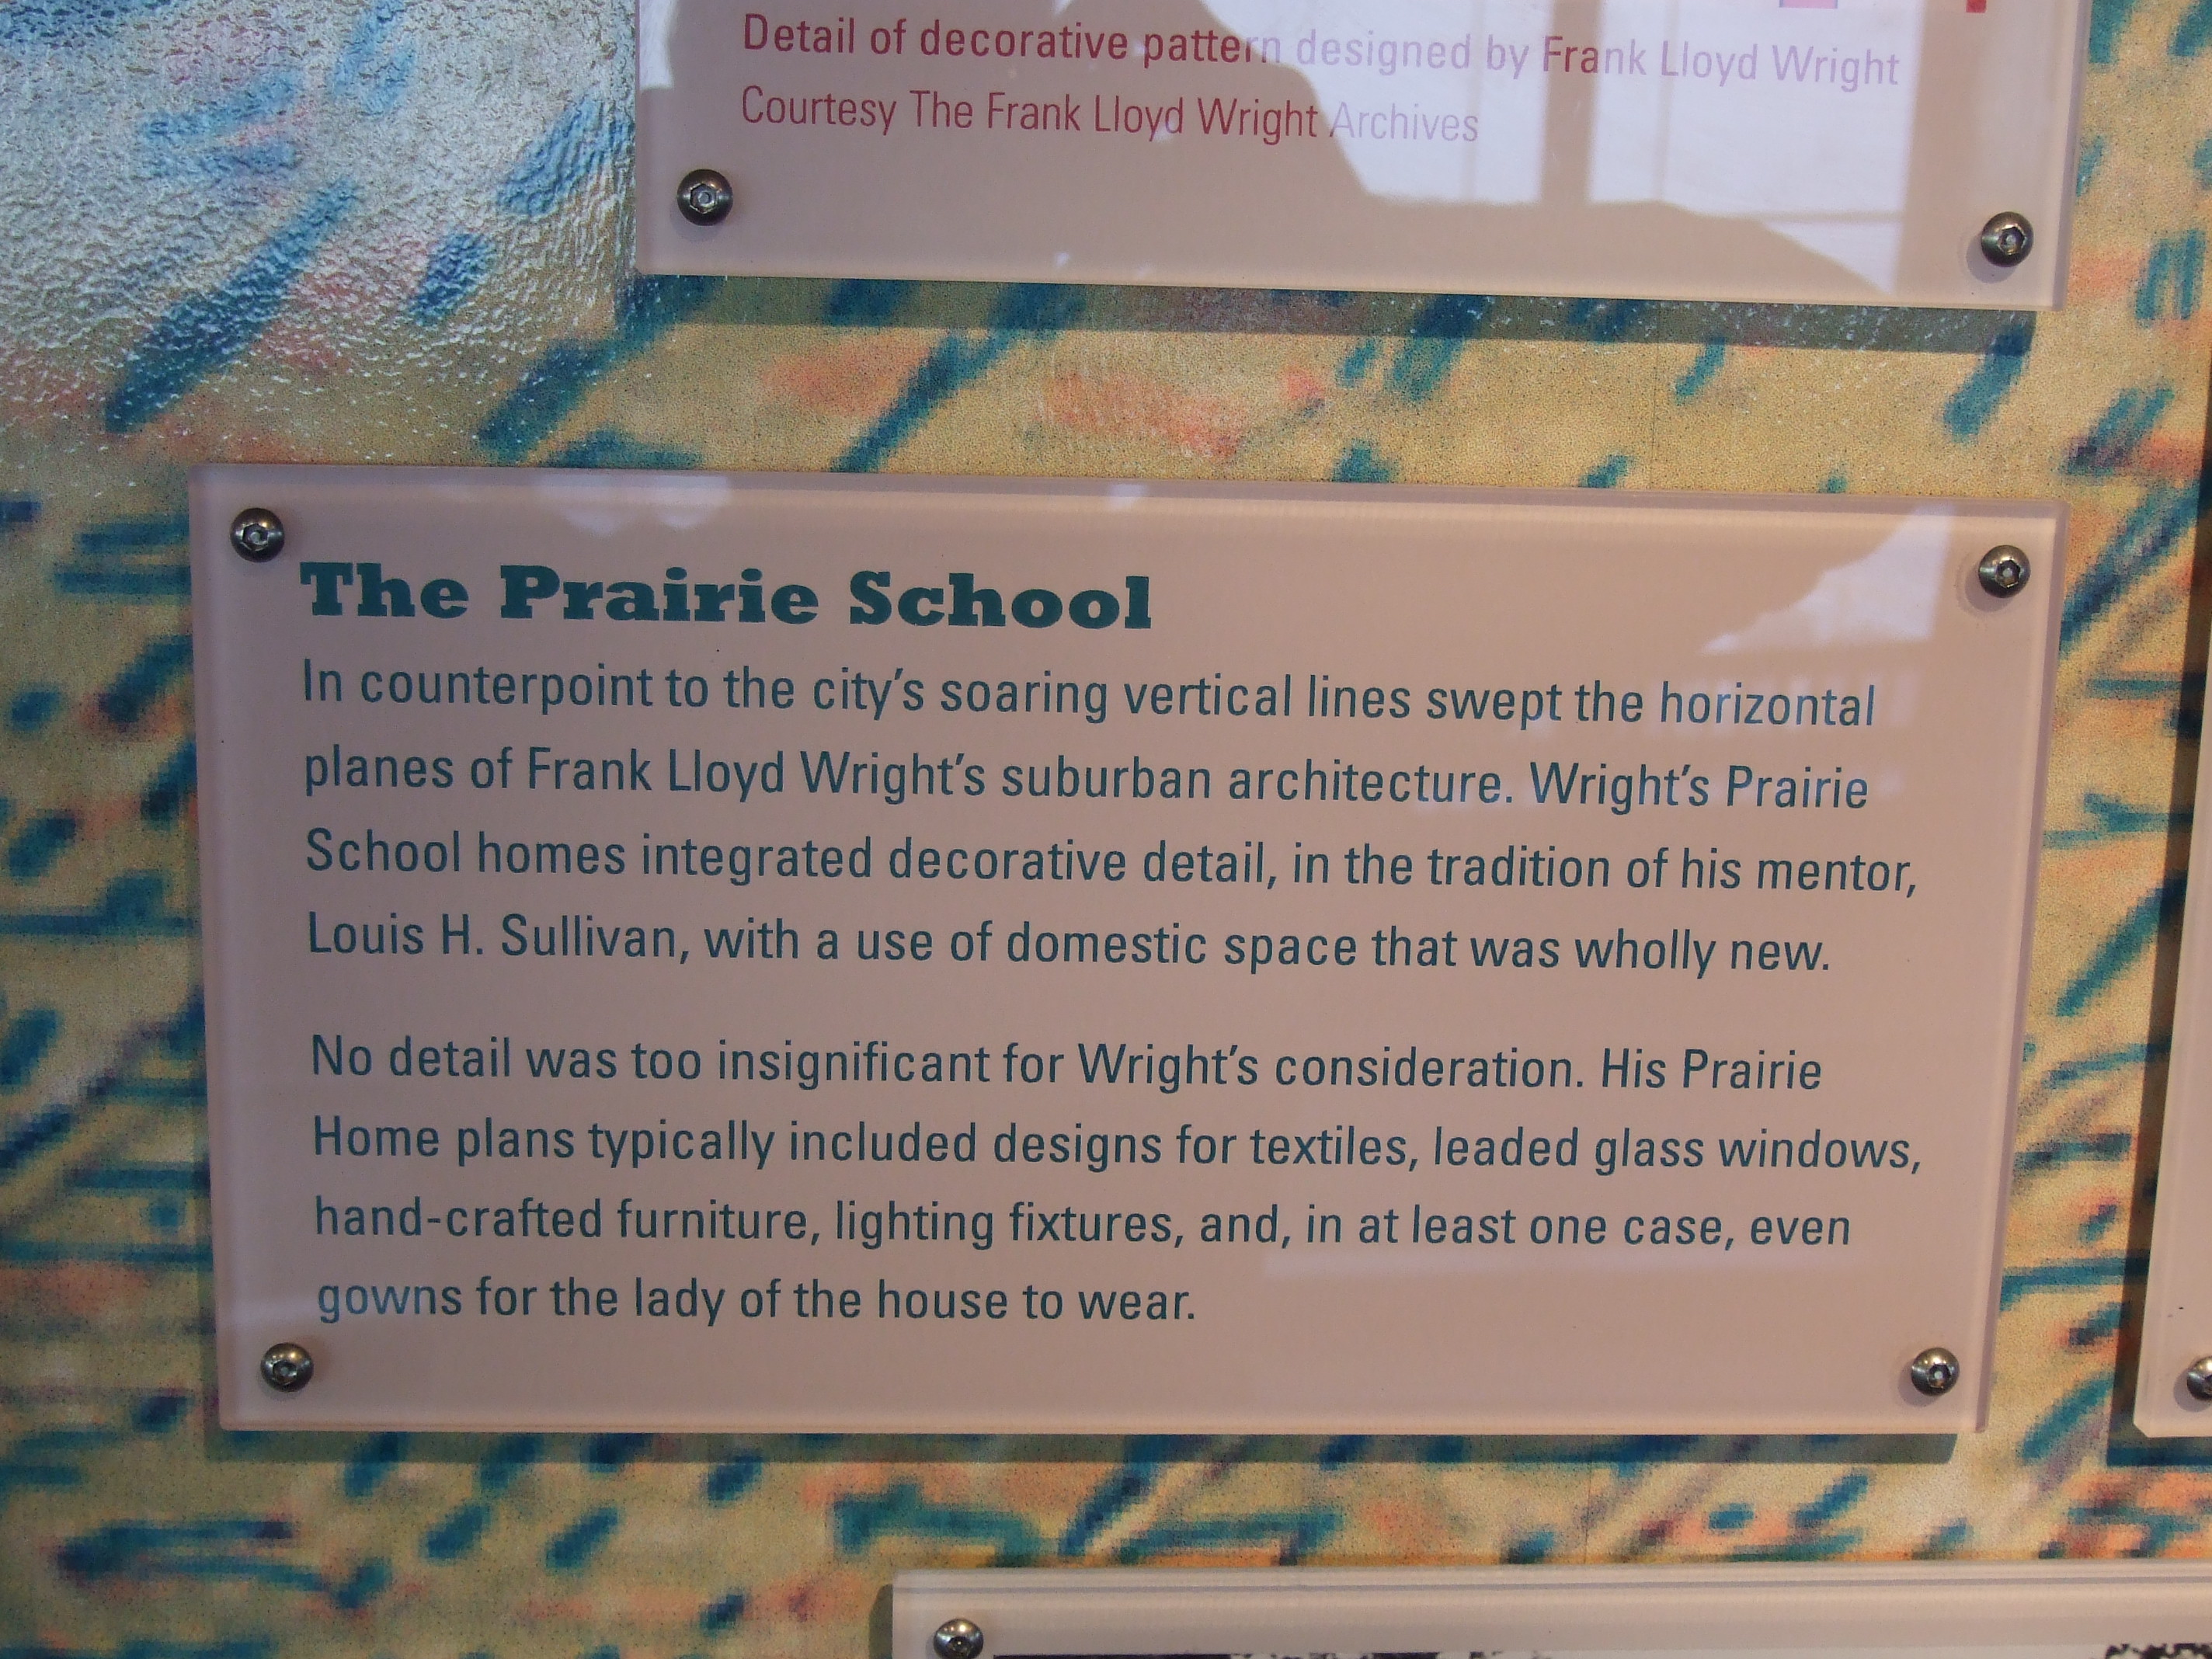 Detail of decorative pattern designed by Frank Lloyd Wright
Courtesy The Frank Lloyd Wright Archives
The Prairie School
In counterpoint to the city's soaring vertical lines swept the horizontal
planes of Frank Lloyd Wright's suburban architecture. Wright's Prairie
School homes integrated decorative detail, in the tradition of his mentor,
Louis H. Sullivan, with a use of domestic space that was wholly new.
No detail was too insignificant for Wright's consideration. His Prairie
Home plans typically included designs for textiles, leaded glass windows,
hand-crafted furniture, lighting fixtures, and, in at least one case, even
gowns for the lady of the house to wear.